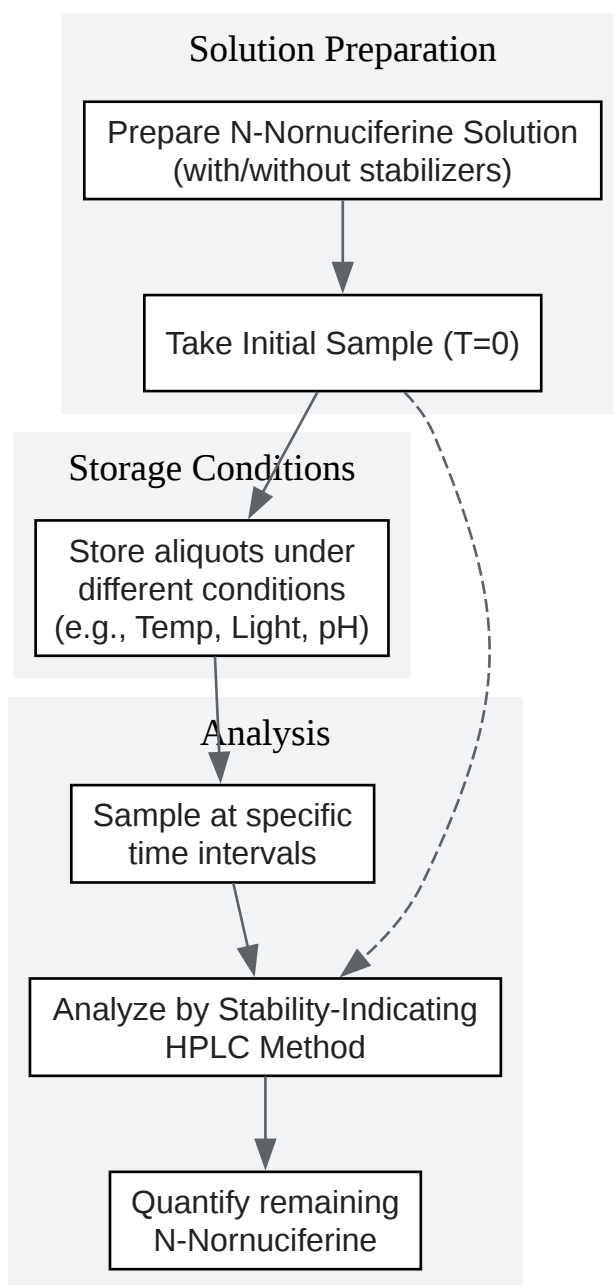 Solution Preparation
Prepare N-Nornuciferine Solution
(with/without stabilizers)
Take Initial Sample (T=0)
Storage Conditions
Store aliquots under
different conditions
(e.g., Temp, Light, pH)
Analysis
Sample at specific
time intervals
Analyze by Stability-Indicating
HPLC Method
Quantify remaining
N-Nornuciferine